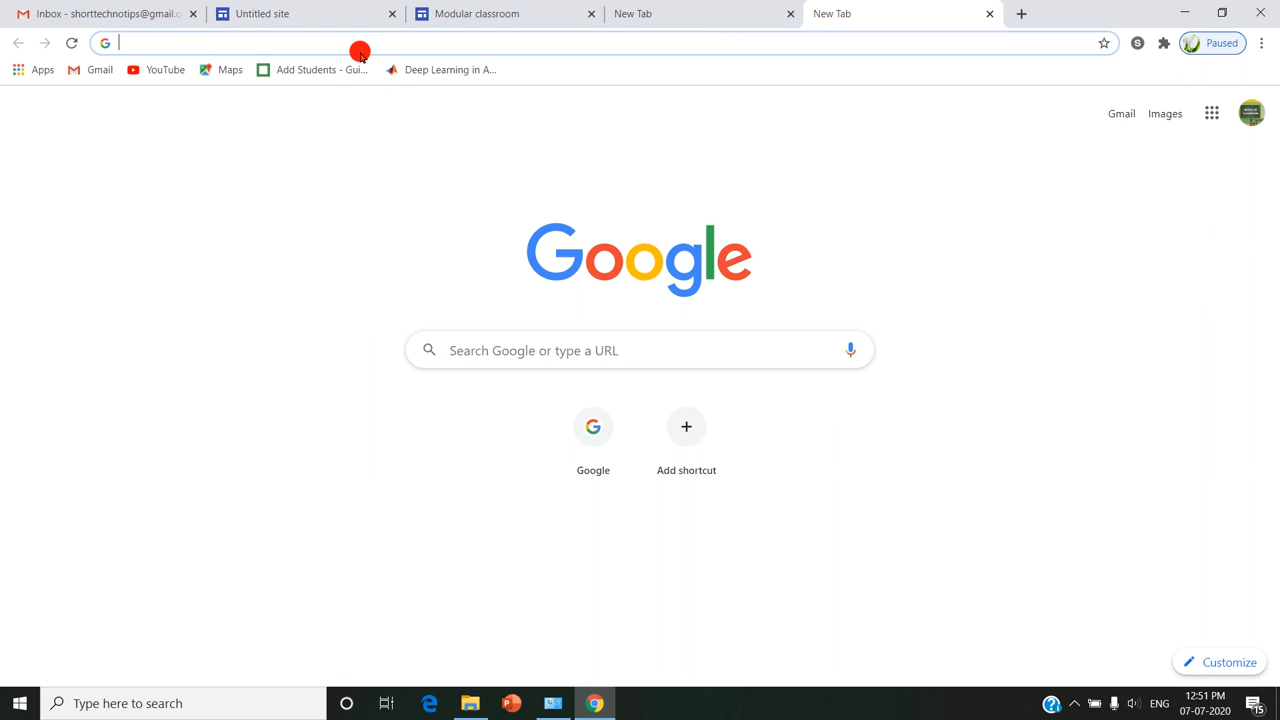 Inbox - shorttechnotips@gmail.c
Untitled site
Modular classroom
New Tab
New Tab
S
Paused
Apps
Gmail
YouTube
Maps
Add Students - Gui...
Deep Learning in A...
Gmail
Images
Google
Search Google or type a URL
Google
Add shortcut
Customize
Type here to search
ENG
12:51 PM
07-07-2020
15